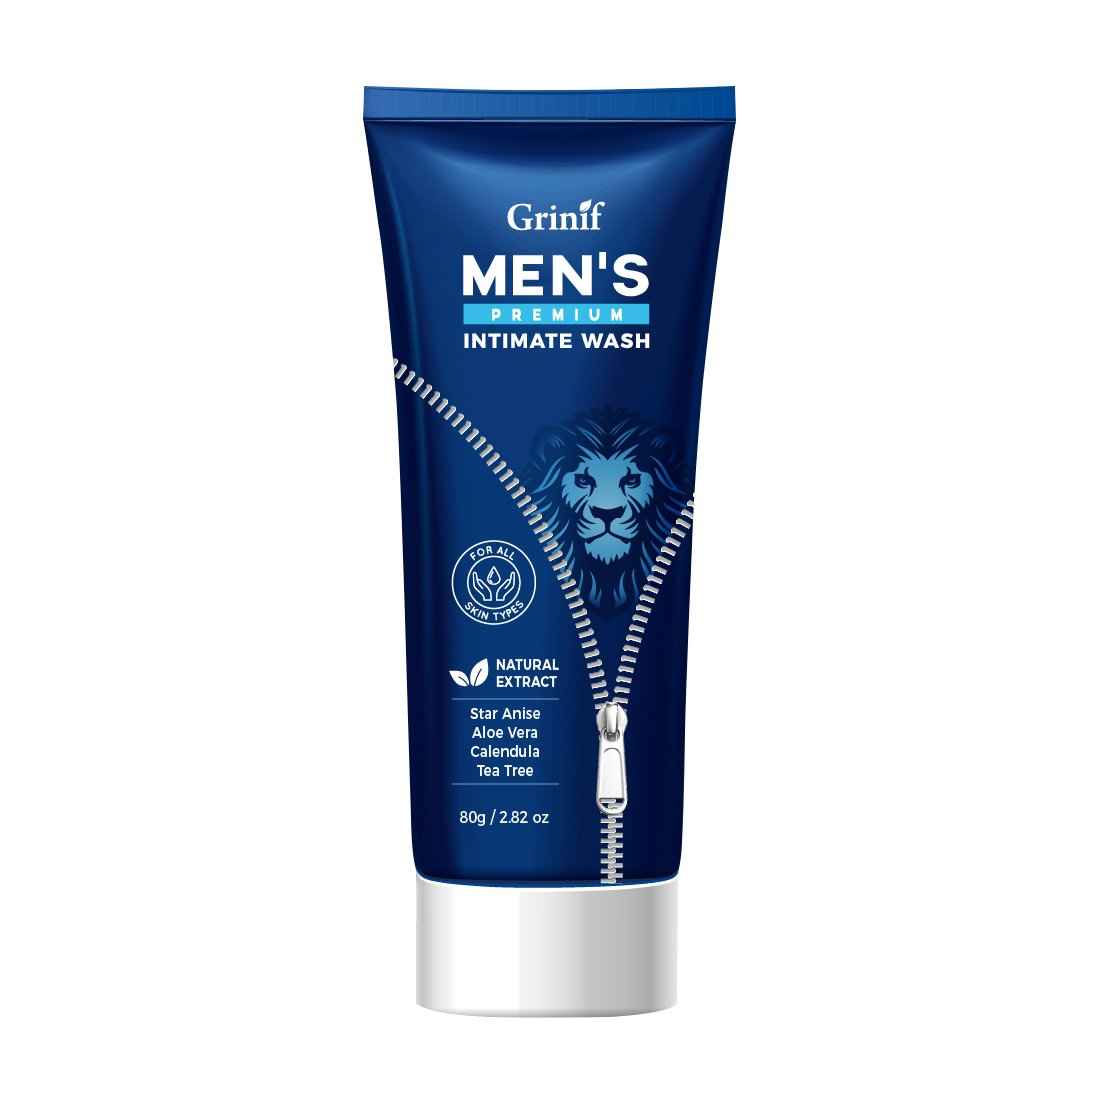 Grinif
MEN'S
PREMIUM
INTIMATE WASH
FOR ALL
SKIN TYPES
NATURAL
EXTRACT
Star Anise
Aloe Vera
Calendula
Tea Tree
80g / 2.82 oz